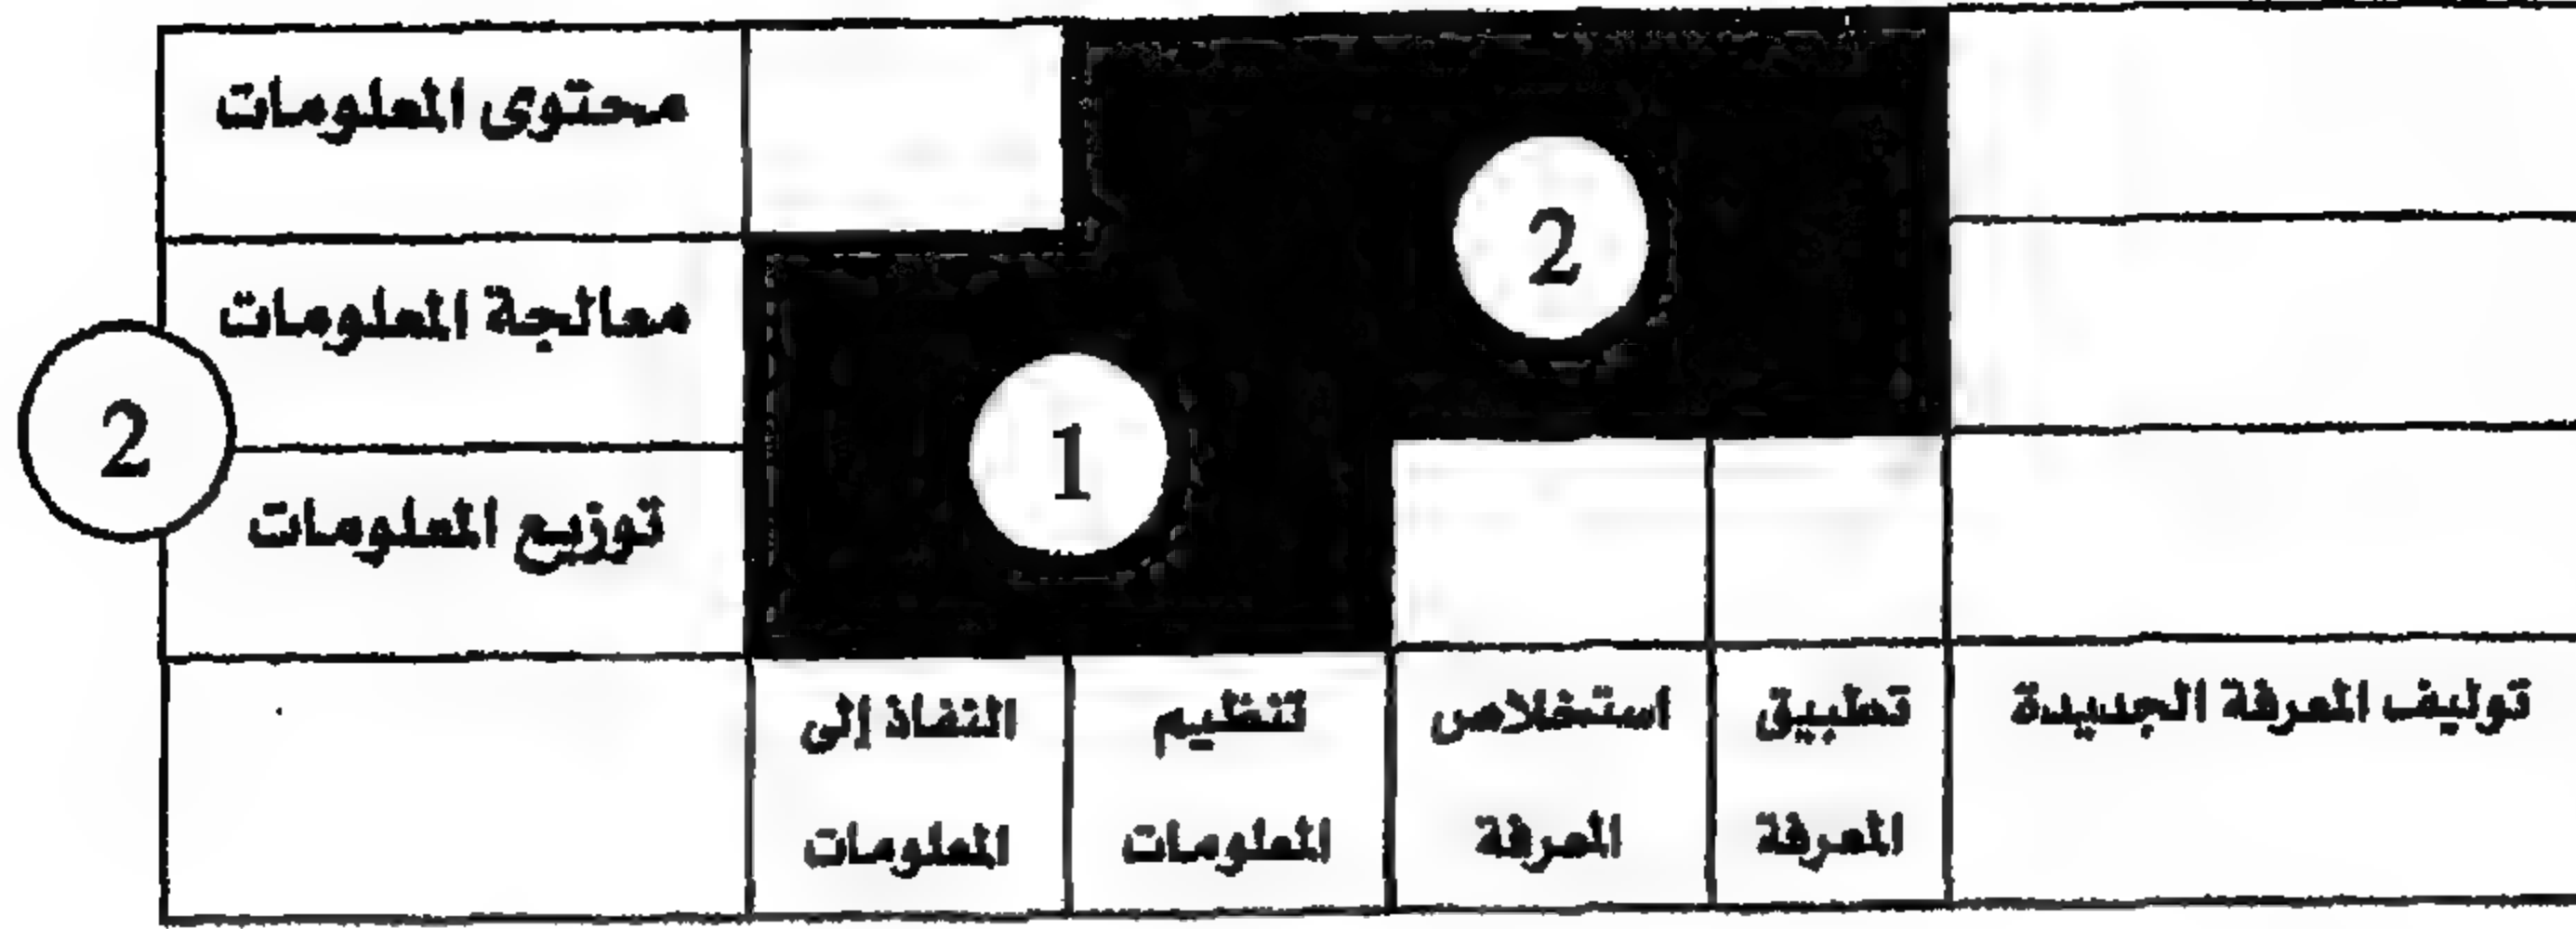 محتوى المعلومات
2
معالجة المعلومات
2
1
توزيع المعلومات
النفاذ إلى
المعلومات
تنظيم
المعلومات
استخلاص
المعرفة
تطبيق
المعرفة
توليف المعرفة الجديدة